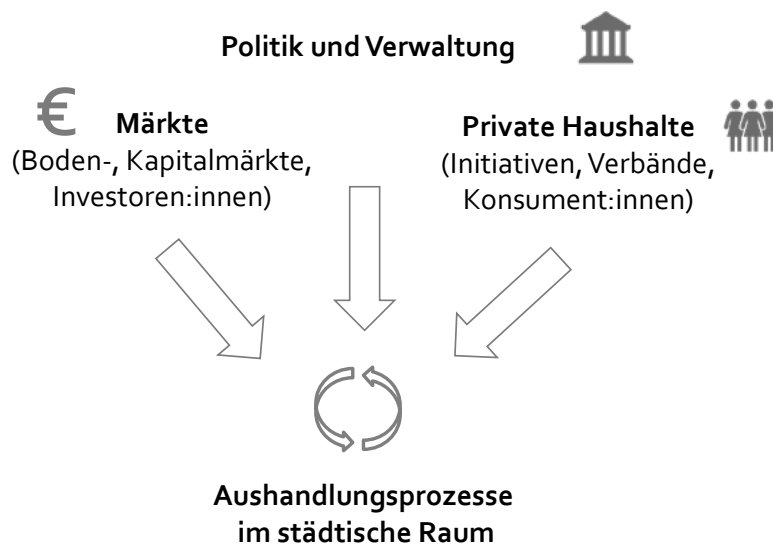 Politik und Verwaltung
€
Märkte
(Boden-, Kapitalmärkte,
Investoren:innen)
Private Haushalte
(Initiativen, Verbände,
Konsument:innen)
Aushandlungsprozesse
im städtische Raum